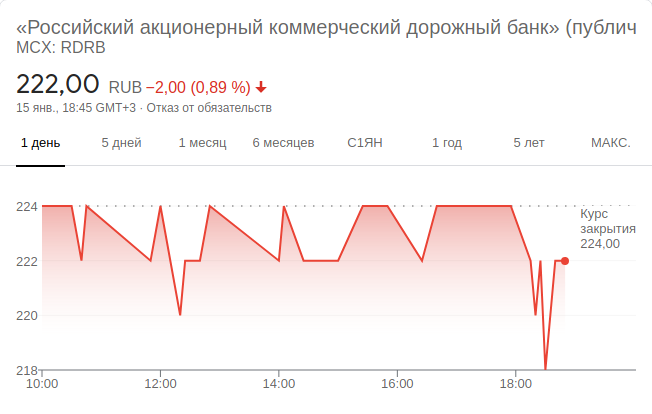 «Российский акционерный коммерческий дорожный банк» (публич
MCX: RDRB
222,00 RUB −2,00 (0,89 %)
15 янв., 18:45 GMT+3 · Отказ от обязательств
1 день 5 дней 1 месяц 6 месяцев С1ЯН 1 год 5 лет МАКС.
224
Курс
закрытия
224,00
222
220
218
10:00 12:00 14:00 16:00 18:00